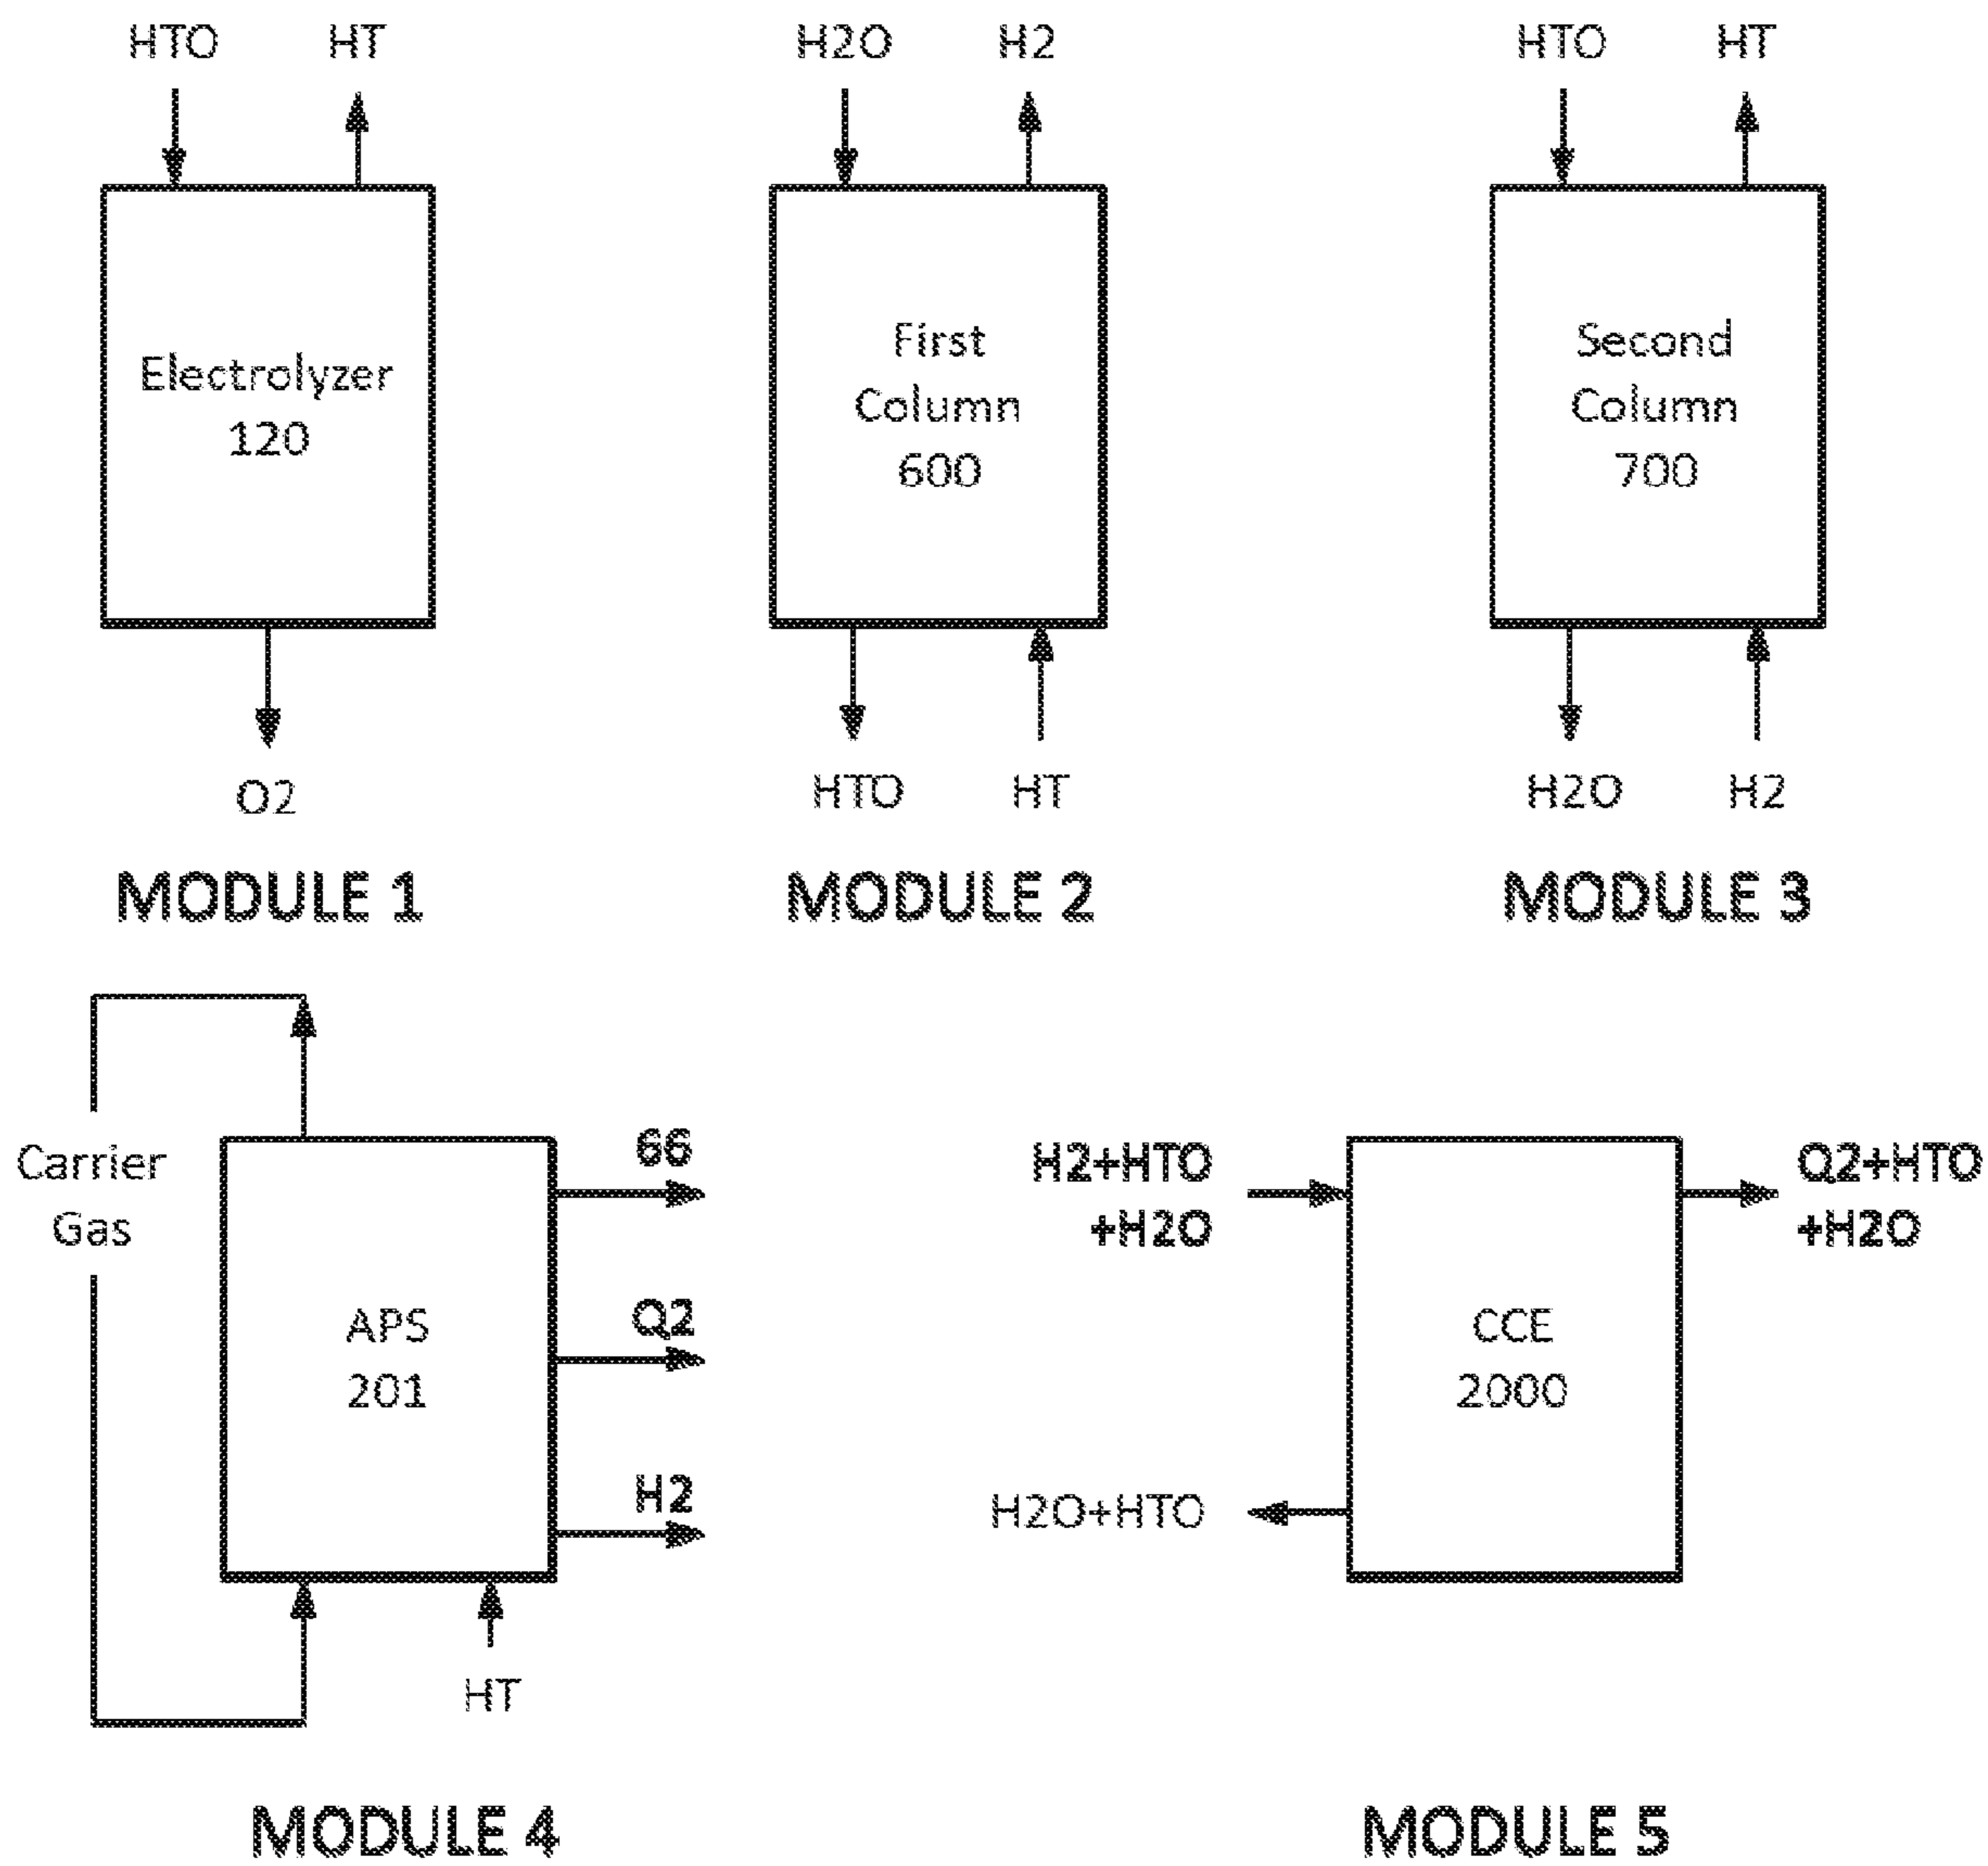 HTO HT
H2O H2
HTO HT
Electrolyzer
120
First
Column
600
Second
Column
700
O2
HTO HT
H2O H2
MODULE 1
MODULE 2
MODULE 3
Carrier
Gas
APS
201
66
Q2
H2
HT
H2+HTO
+H2O
CCE
2000
Q2+HTO
+H2O
H2O+HTO
MODULE 4
MODULE 5